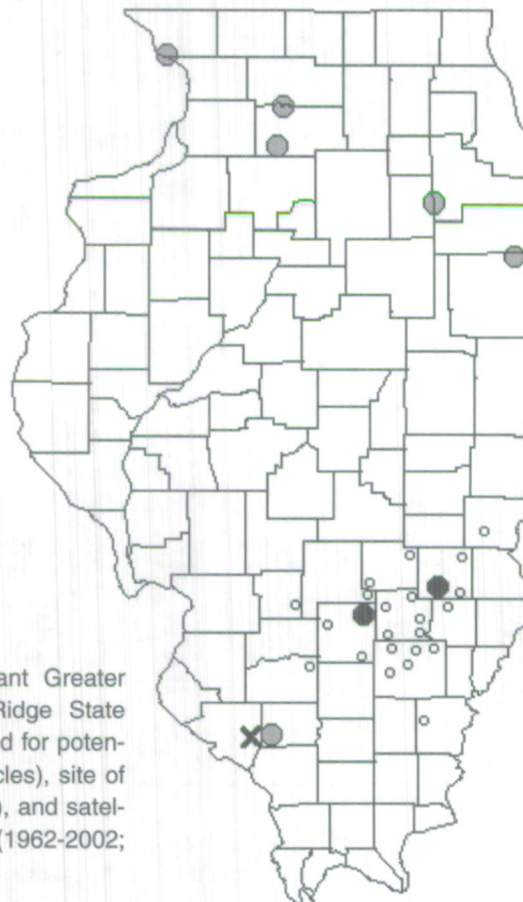 ant Greater
Ridge State
d for poten-
cles), site of
), and satel-
(1962-2002;